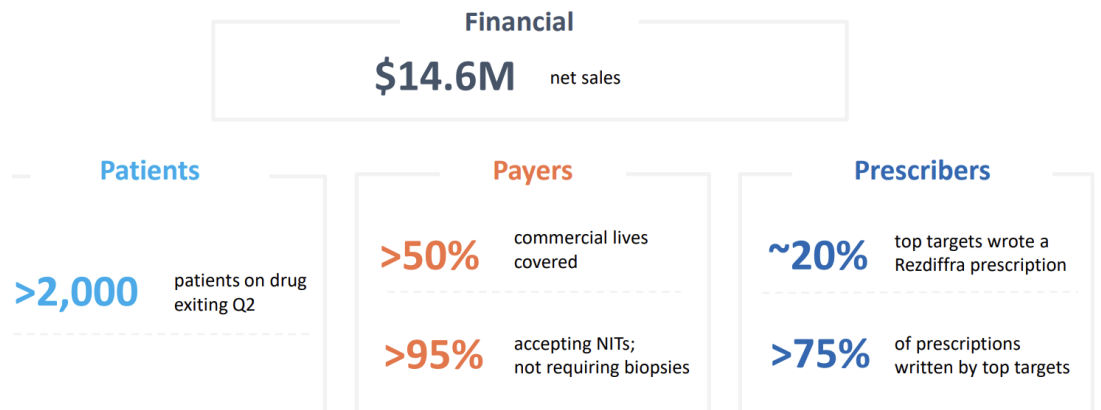 Financial
$14.6M net sales
Patients
>2,000 patients on drug
exiting Q2
Payers
>50% commercial lives
covered
>95% accepting NITs;
not requiring biopsies
Prescribers
~20% top targets wrote a
Rezdiffra prescription
>75% of prescriptions
written by top targets